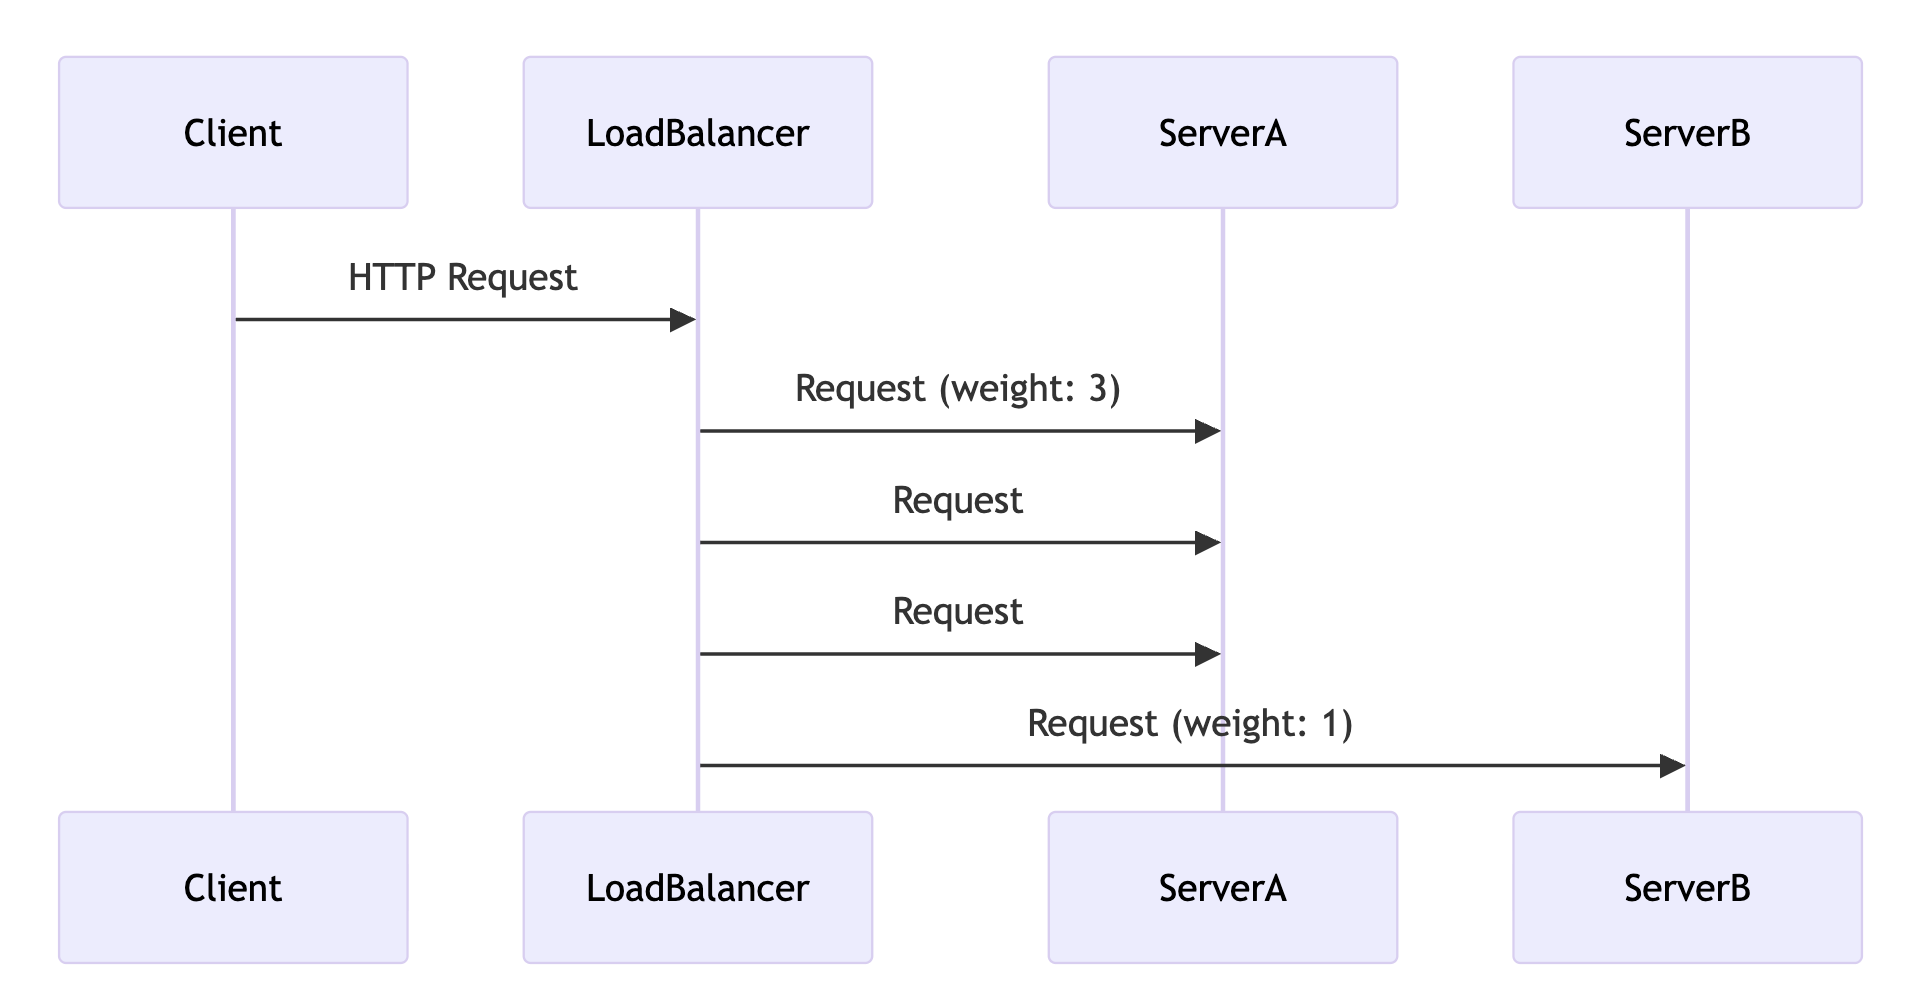 Client
LoadBalancer
ServerA
ServerB
HTTP Request
Request (weight: 3)
Request
Request
Request (weight: 1)
Client
LoadBalancer
ServerA
ServerB